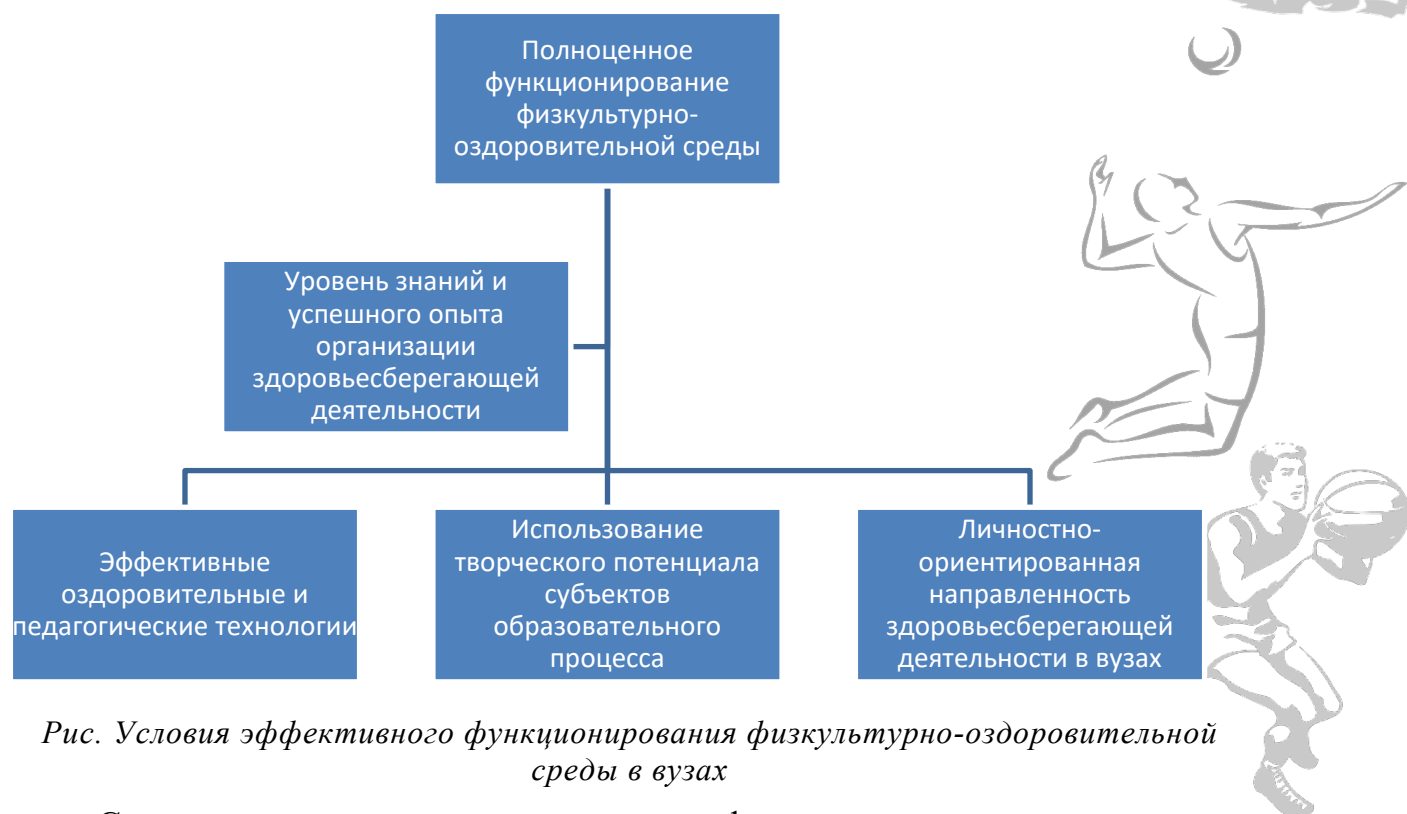 Полноценное
функционирование
физкультурно-
оздоровительной среды
Уровень знаний и
успешного опыта
организации
здоровьесберегающей
деятельности
Эффективные
оздоровительные и
педагогические технологии
Использование
творческого потенциала
субъектов
образовательного
процесса
Личностно-
ориентированная
направленность
здоровьесберегающей
деятельности в вузах
Рис. Условия эффективного функционирования физкультурно-оздоровительной
среды в вузах